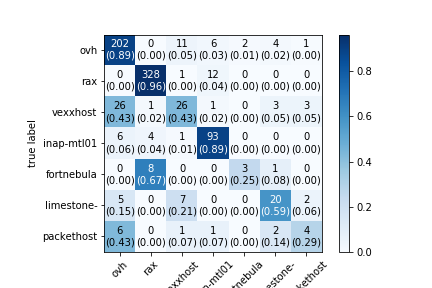 ovh 202 0 11 6 2 4 1
(0.89) (0.00) (0.05) (0.03) (0.01) (0.02) (0.00)
rax 0 328 1 12 0 0 0
(0.00) (0.96) (0.00) (0.04) (0.00) (0.00) (0.00)
vexxhost 26 1 26 1 0 3 3
(0.43) (0.02) (0.43) (0.02) (0.00) (0.05) (0.05)
inap-mtl01 6 4 1 93 0 0 0
(0.06) (0.04) (0.01) (0.89) (0.00) (0.00) (0.00)
fortnebula 0 8 0 0 3 1 0
(0.00) (0.67) (0.00) (0.00) (0.25) (0.08) (0.00)
limestone- 5 0 7 0 0 20 2
(0.15) (0.00) (0.21) (0.00) (0.00) (0.59) (0.06)
packethost 6 0 1 1 0 2 4
(0.43) (0.00) (0.07) (0.07) (0.00) (0.14) (0.29)
true label
ovh
rax
exxhost
p-mtl01
tnebula
estone-
kethost
0.8
0.6
0.4
0.2
0.0